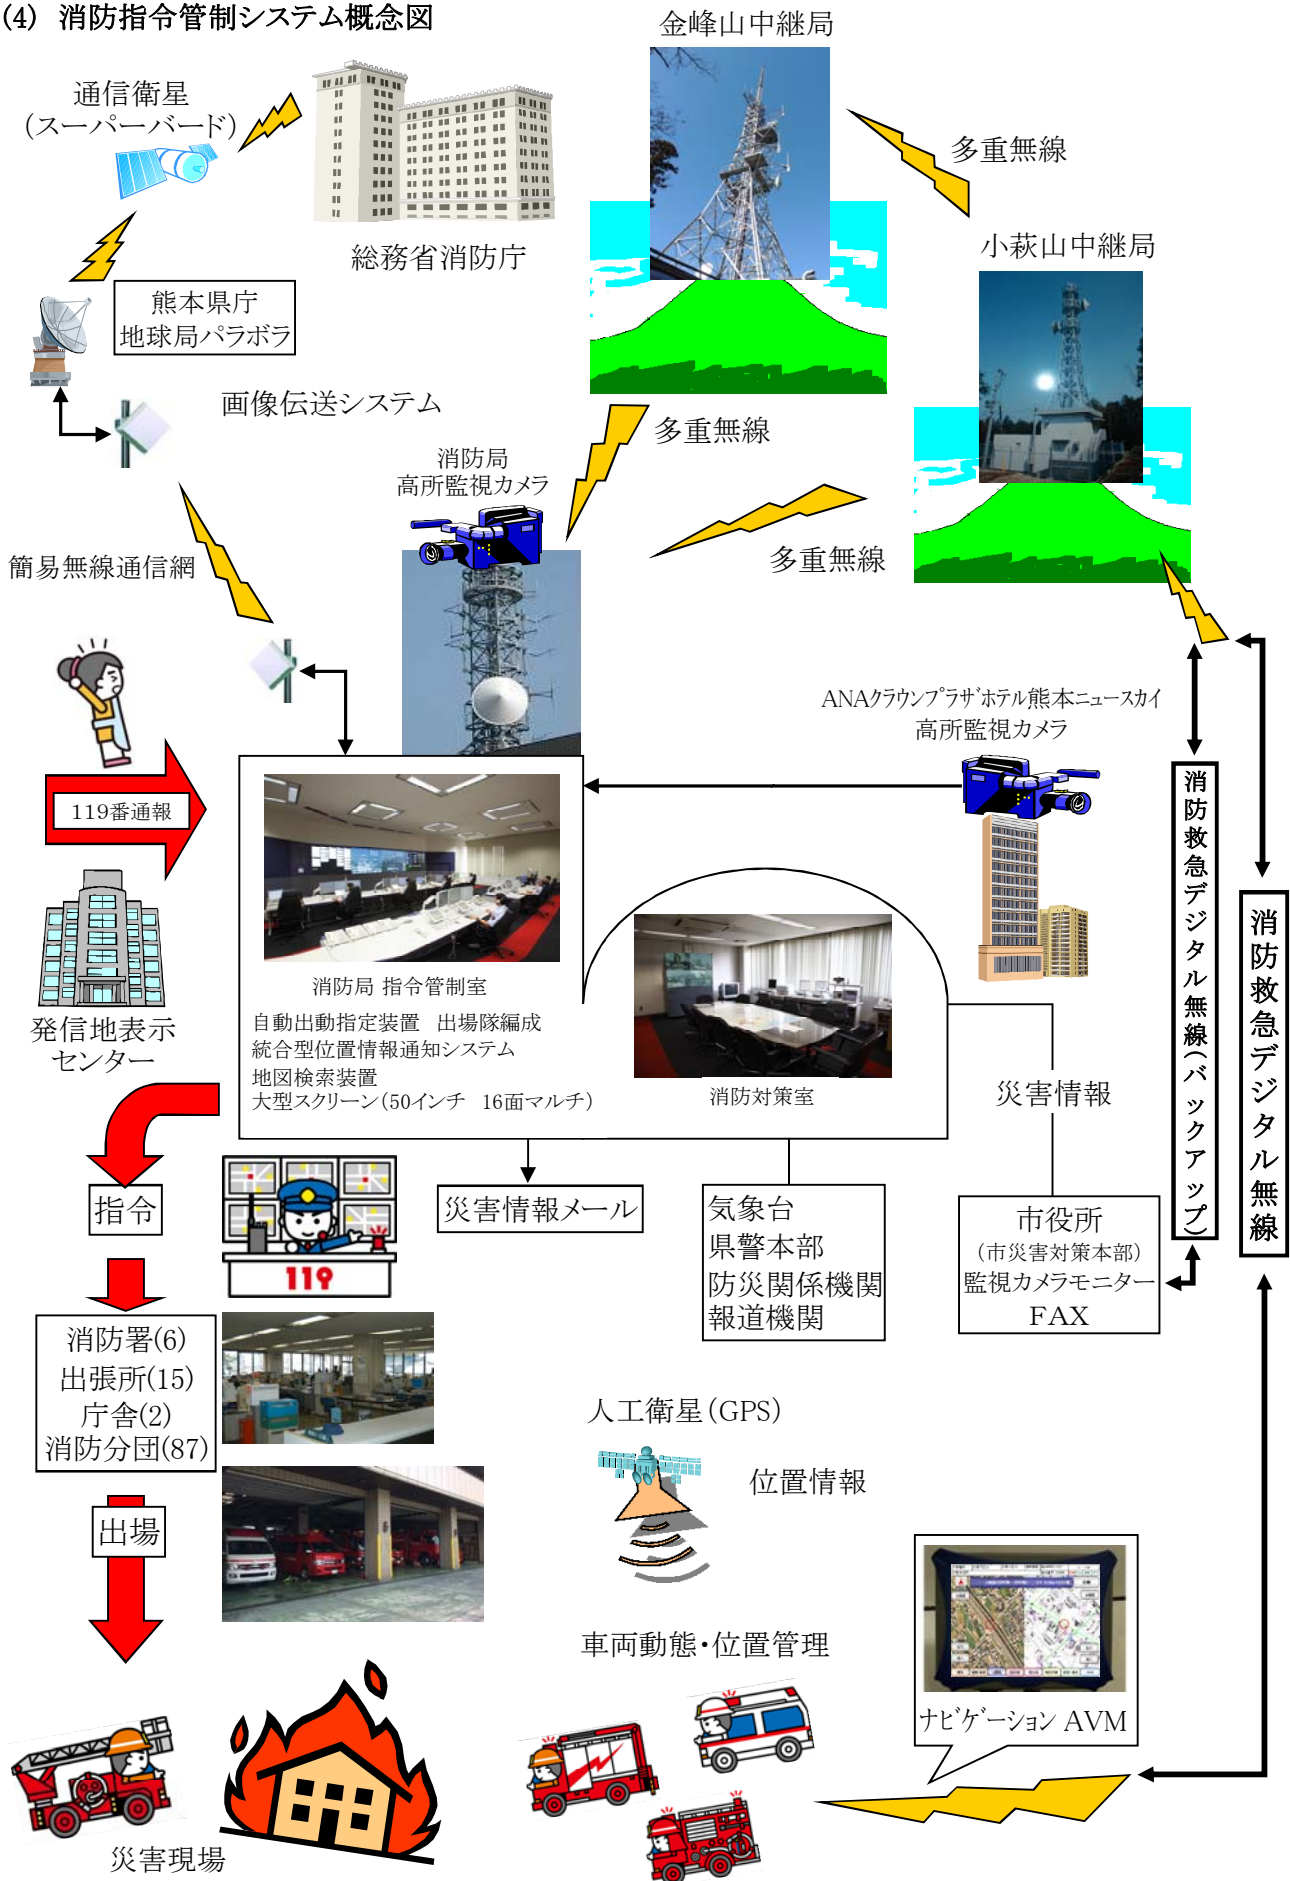 (4) 消防指令管制システム概念図
金峰山中継局
通信衛星
(スーパーバード)
多重無線
総務省消防庁
小萩山中継局
熊本県庁
地球局パラボラ
画像伝送システム
多重無線
消防局
高所監視カメラ
簡易無線通信網
多重無線
ANAクラウンプラザホテル熊本ニュースカイ
高所監視カメラ
119番通報
消防救急デジタル無線(バックアップ)
消防救急デジタル無線
消防局 指令管制室
自動出動指定装置 出場隊編成
統合型位置情報通知システム
地図検索装置
大型スクリーン(50インチ 16面マルチ)
消防対策室
発信地表示
センター
災害情報
指令
119
災害情報メール
気象台
県警本部
防災関係機関
報道機関
市役所
(市災害対策本部)
監視カメラモニター
FAX
消防署(6)
出張所(15)
庁舎(2)
消防分団(87)
人工衛星(GPS)
位置情報
出場
車両動態・位置管理
ナビゲーション AVM
災害現場